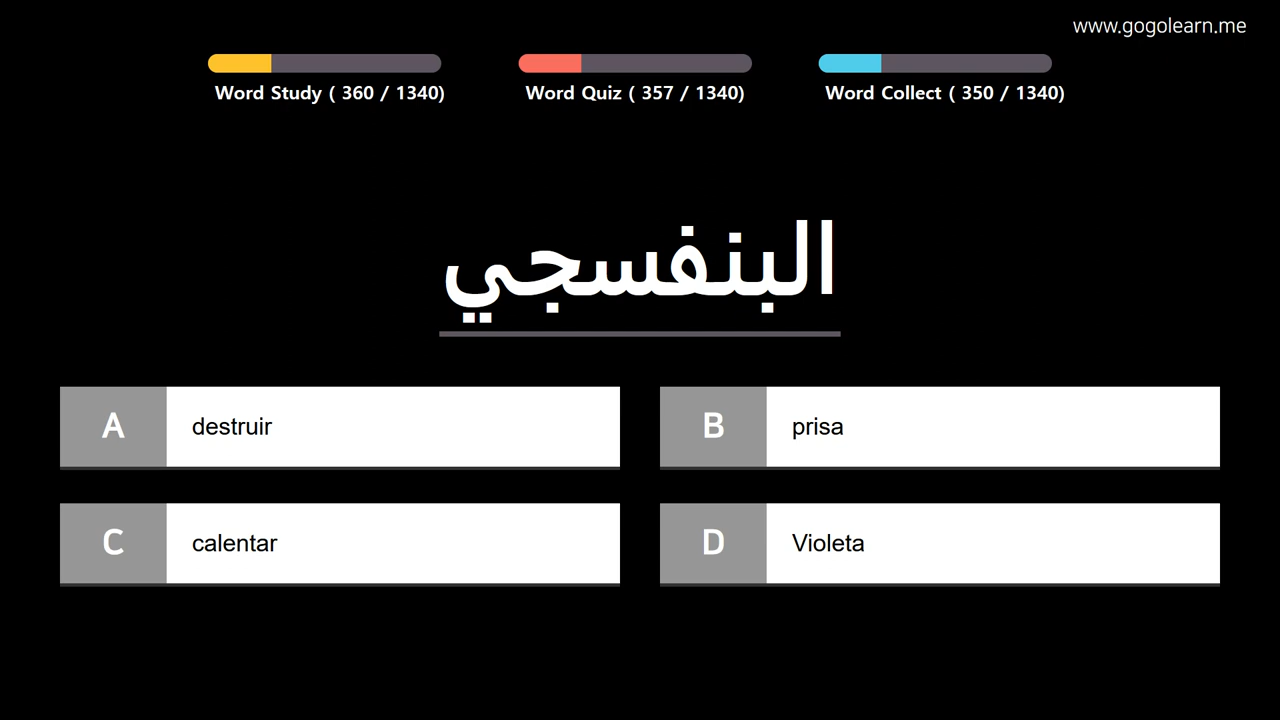 www.gogolearn.me
Word Study ( 360 / 1340)
Word Quiz ( 357 / 1340)
Word Collect ( 350 / 1340)
البنفسجي
A destruir
B prisa
C calentar
D Violeta